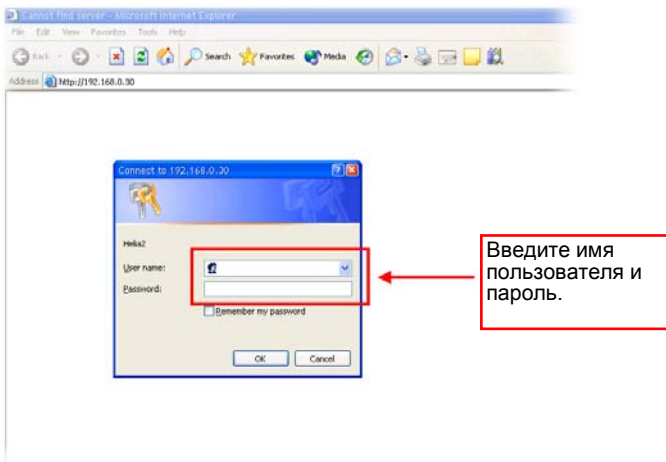 Cannot find server - Microsoft Internet Explorer
File Edit View Favorites Tools Help
Back Search Favorites Media
Address http://192.168.0.30
Connect to 192.168.0.30
User name:
Password:
Remember my password
OK Cancel
Введите имя
пользователя и
пароль.